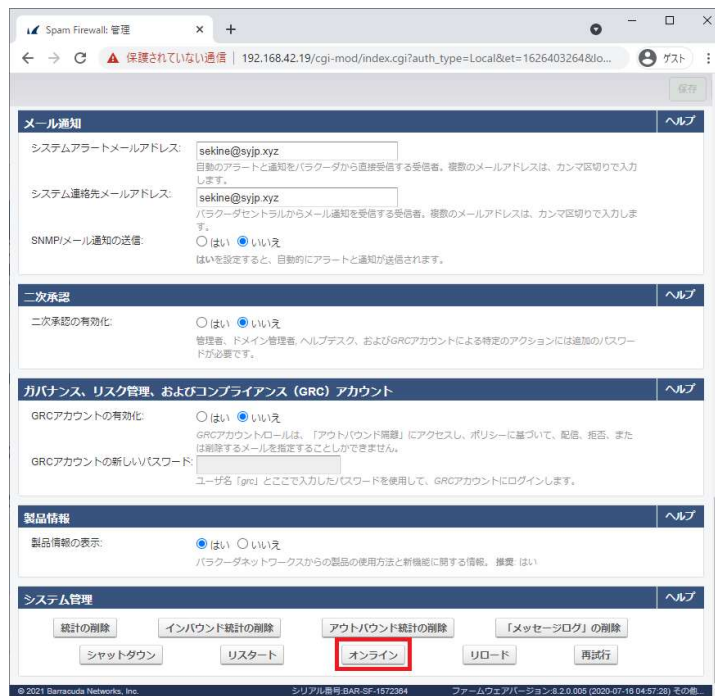 Spam Firewall: 管理
保護されていない通信 | 192.168.42.19/cgi-mod/index.cgi?auth_type=Local&et=1626403264&lo...
ゲスト
保存
メール通知
ヘルプ
システムアラートメールアドレス:
sekine@syjp.xyz
自動のアラートと通知をバラクーダから直接受信する受信者。複数のメールアドレスは、カンマ区切りで入力
します。
システム連絡先メールアドレス:
sekine@syjp.xyz
バラクーダセントラルからメール通知を受信する受信者。複数のメールアドレスは、カンマ区切りで入力しま
す。
SNMP/メール通知の送信:
はい いいえ
はいを設定すると、自動的にアラートと通知が送信されます。
二次承認
ヘルプ
二次承認の有効化:
はい いいえ
管理者、ドメイン管理者, ヘルプデスク、およびGRCアカウントによる特定のアクションには追加のパスワー
ドが必要です。
ガバナンス、リスク管理、およびコンプライアンス（GRC）アカウント
ヘルプ
GRCアカウントの有効化:
はい いいえ
GRCアカウント/ロールは、「アウトバウンド隔離」にアクセスし、ポリシーに基づいて、配信、拒否、また
は削除するメールを指定することしかできません。
GRCアカウントの新しいパスワード:
ユーザ名「grc」とここで入力したパスワードを使用して、GRCアカウントにログインします。
製品情報
ヘルプ
製品情報の表示:
はい いいえ
バラクーダネットワークスからの製品の使用方法と新機能に関する情報。 推奨: はい
システム管理
ヘルプ
統計の削除 インバウンド統計の削除 アウトバウンド統計の削除 「メッセージログ」の削除
シャットダウン リスタート オンライン リロード 再試行
© 2021 Barracuda Networks, Inc. シリアル番号:BAR-SF-1572364 ファームウェアバージョン:8.2.0.005 (2020-07-16 04:57:28) その他...